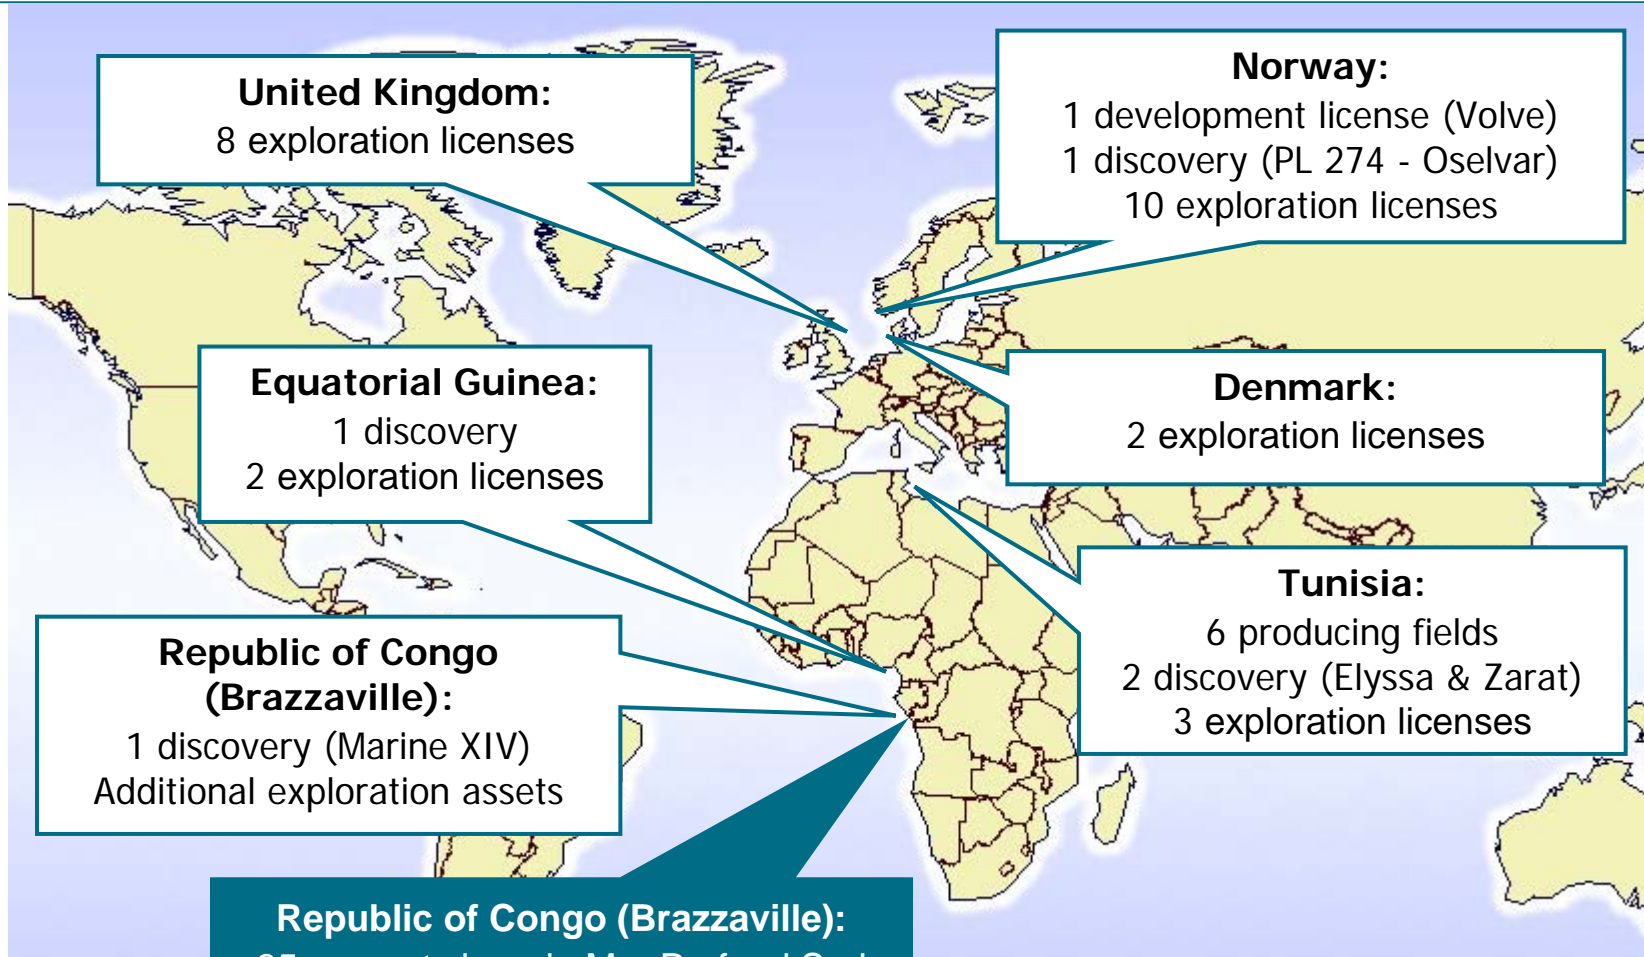 United Kingdom:
8 exploration licenses
Norway:
1 development license (Volve)
1 discovery (PL 274 - Oselvar)
10 exploration licenses
Equatorial Guinea:
1 discovery
2 exploration licenses
Denmark:
2 exploration licenses
Tunisia:
6 producing fields
2 discovery (Elyssa & Zarat)
3 exploration licenses
Republic of Congo
(Brazzaville):
1 discovery (Marine XIV)
Additional exploration assets
Republic of Congo (Brazzaville):